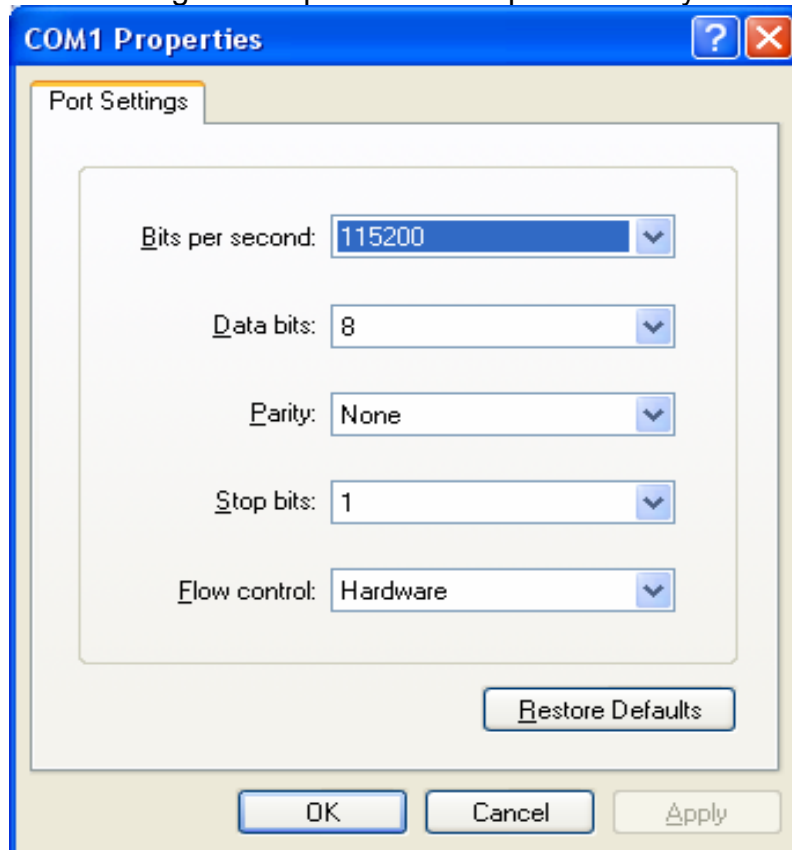 COM1 Properties
Port Settings
Bits per second: 115200
Data bits: 8
Parity: None
Stop bits: 1
Flow control: Hardware
Restore Defaults
OK Cancel Apply